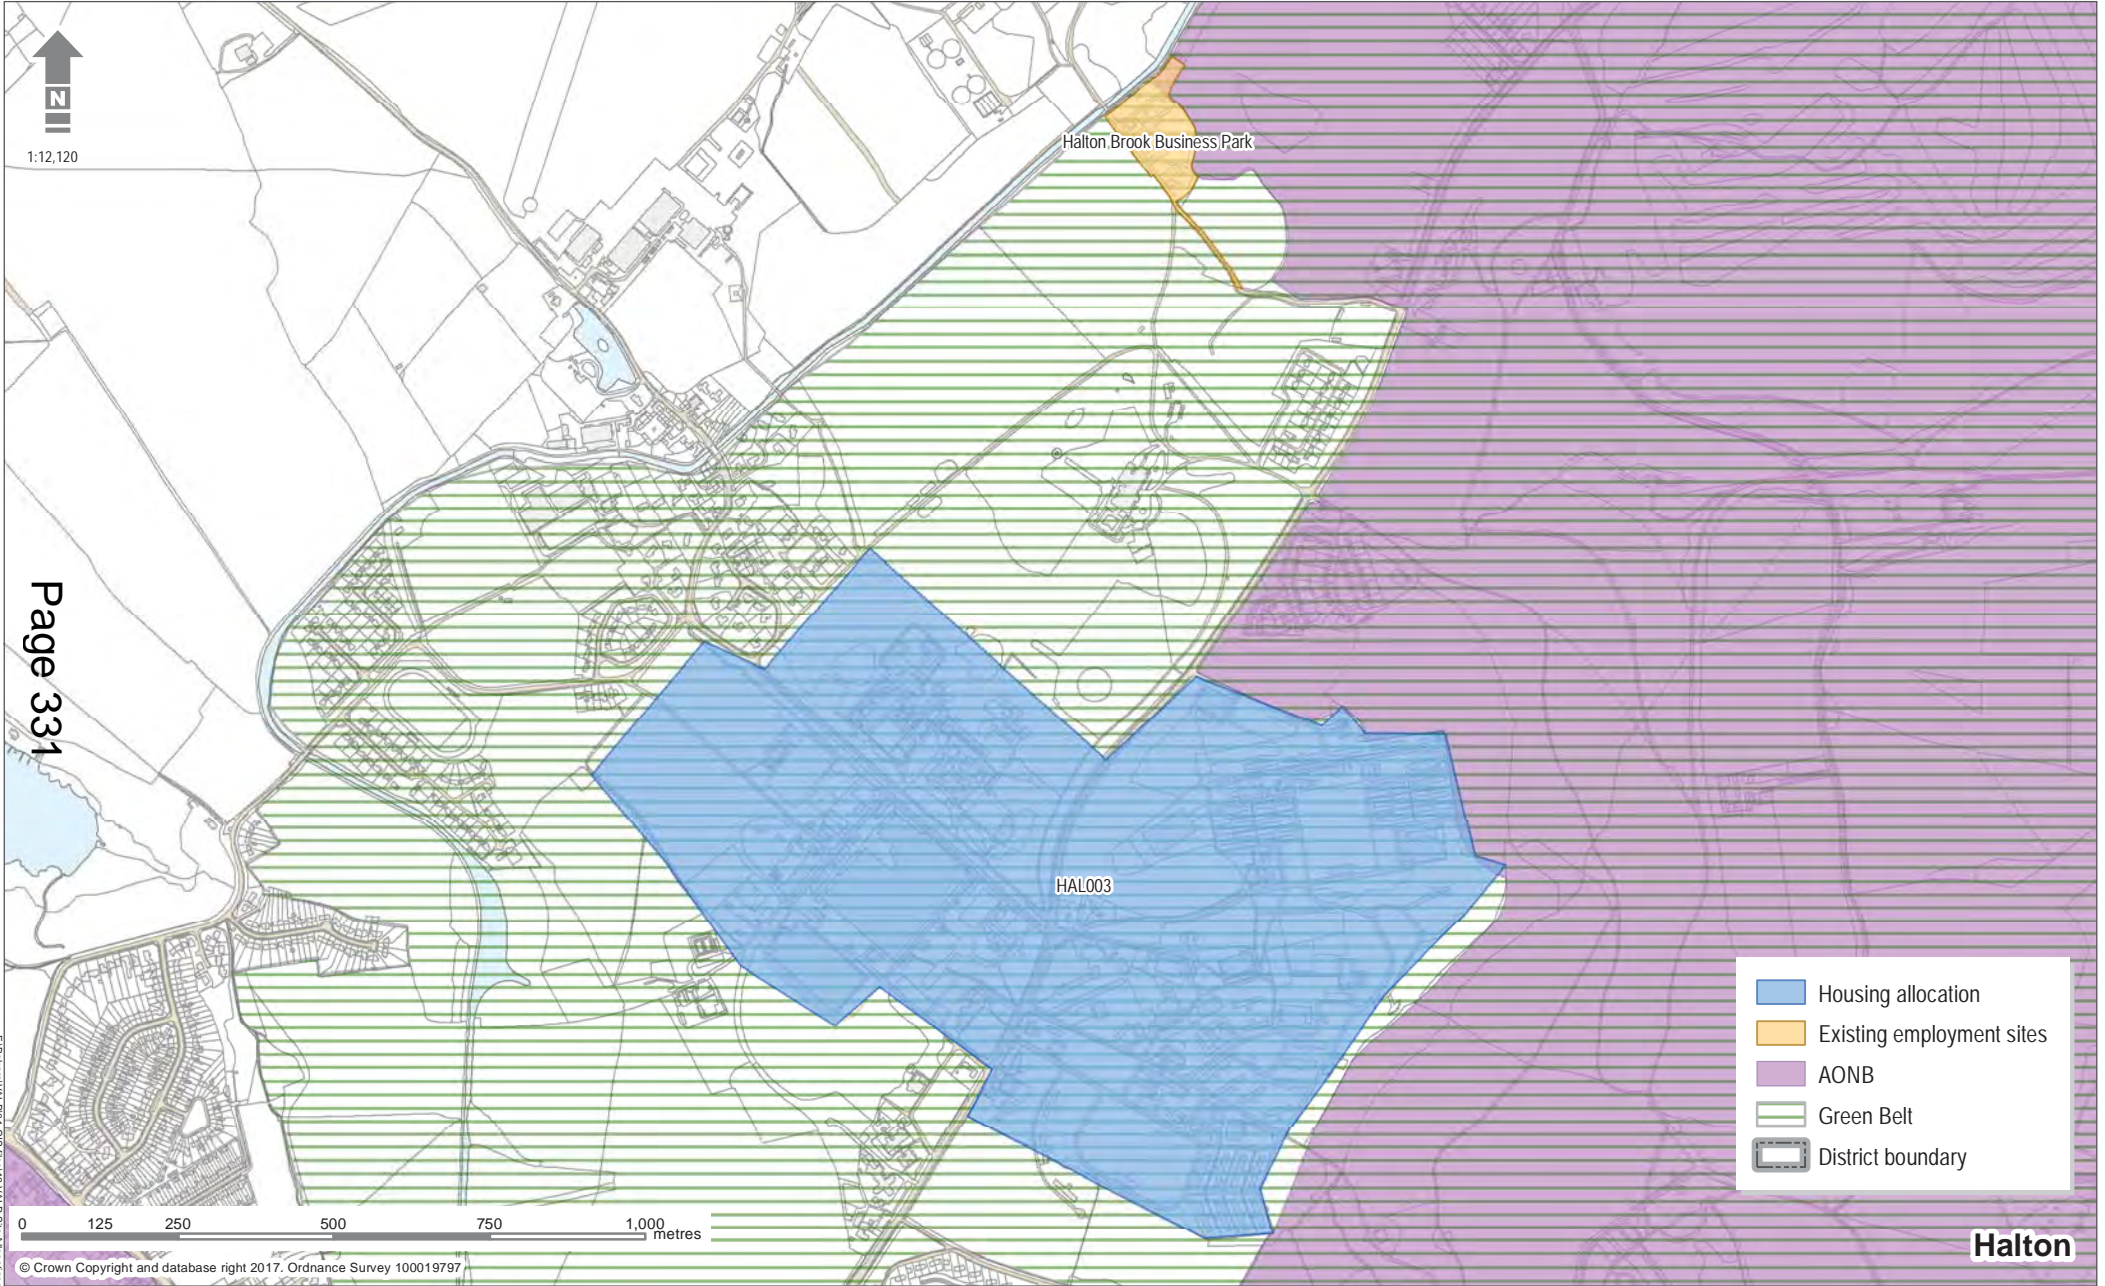 N
1:12,120
Halton Brook Business Park
Page 331
HAL003
Housing allocation
Existing employment sites
AONB
Green Belt
District boundary
0 125 250 500 750 1,000
metres
Halton
© Crown Copyright and database right 2017. Ordnance Survey 100019797